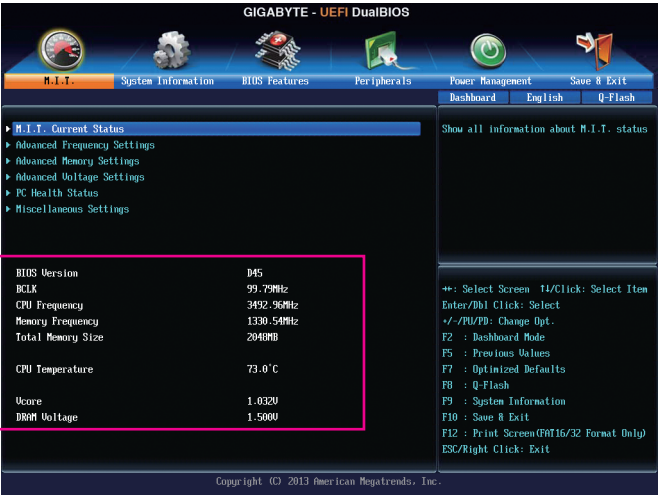 GIGABYTE - UEFI DualBIOS
M.I.T.
System Information
BIOS Features
Peripherals
Power Management
Save & Exit
Dashboard
English
Q-Flash
M.I.T. Current Status
Advanced Frequency Settings
Advanced Memory Settings
Advanced Voltage Settings
PC Health Status
Miscellaneous Settings
BIOS Version D45
BCLK 99.79MHz
CPU Frequency 3492.96MHz
Memory Frequency 1330.54MHz
Total Memory Size 2048MB
CPU Temperature 73.0°C
Vcore 1.032V
DRAM Voltage 1.500V
Show all information about M.I.T. status
→←: Select Screen ↑↓/Click: Select Item
Enter/Dbl Click: Select
+/-/PU/PD: Change Opt.
F2 : Dashboard Mode
F5 : Previous Values
F7 : Optimized Defaults
F8 : Q-Flash
F9 : System Information
F10 : Save & Exit
F12 : Print Screen(FAT16/32 Format Only)
ESC/Right Click: Exit
Copyright (C) 2013 American Megatrends, Inc.